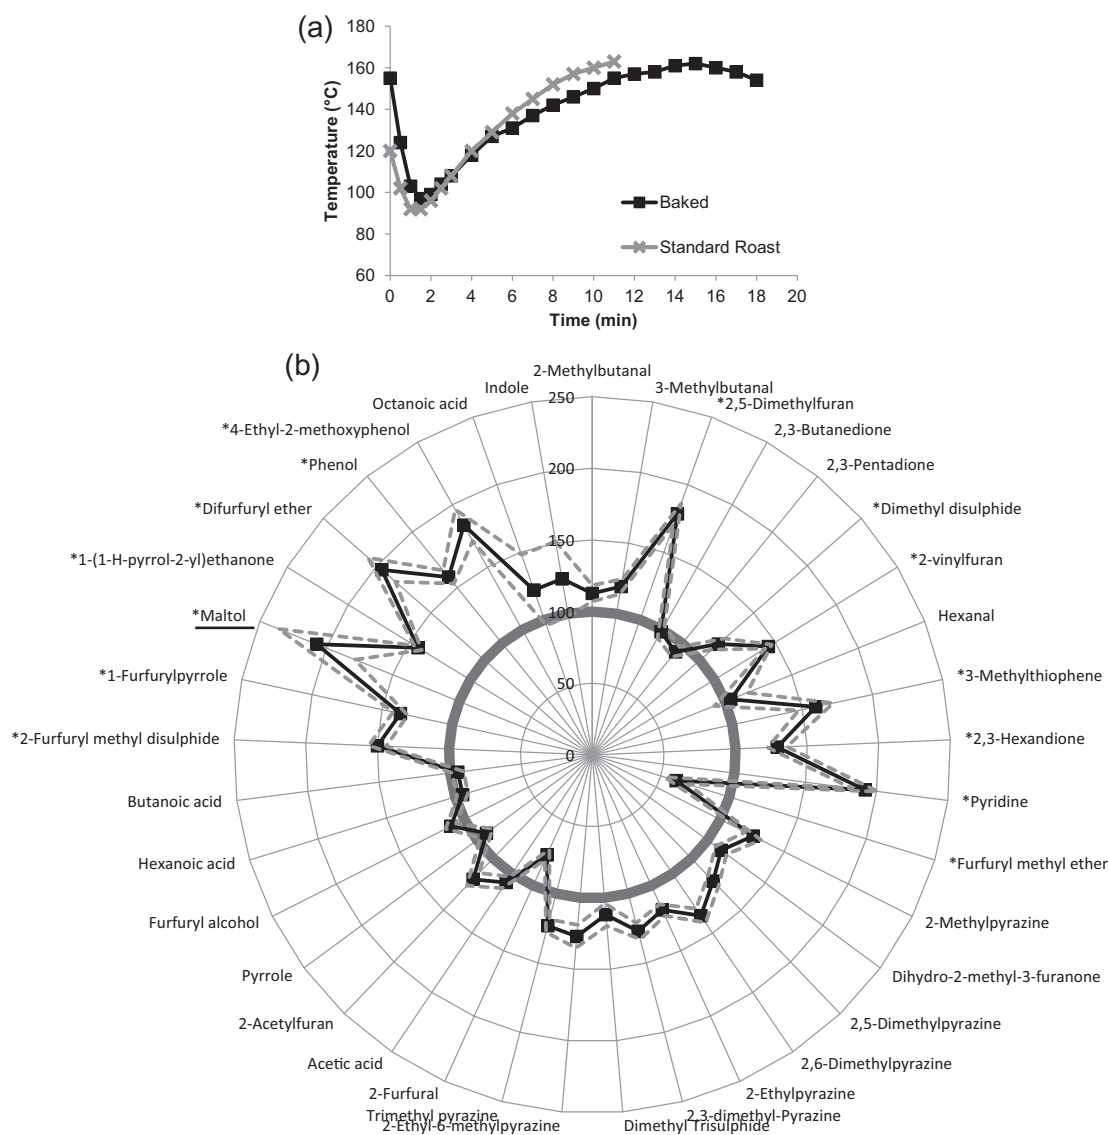 (a)
180
160
140
120
100
80
60
Temperature (°C)
Baked
Standard Roast
0 2 4 6 8 10 12 14 16 18 20
Time (min)
(b)
2-Methylbutanal
3-Methylbutanal
*2,5-Dimethylfuran
2,3-Butanedione
2,3-Pentadione
*Dimethyl disulphide
*2-vinylfuran
Hexanal
*3-Methylthiophene
*2,3-Hexandione
*Pyridine
*Furfuryl methyl ether
2-Methylpyrazine
Dihydro-2-methyl-3-furanone
2,5-Dimethylpyrazine
2,6-Dimethylpyrazine
2-Ethylpyrazine
2,3-dimethyl-Pyrazine
Dimethyl Trisulphide
2-Ethyl-6-methylpyrazine
Trimethyl pyrazine
2-Furfural
Acetic acid
2-Acetylfuran
Pyrrole
Furfuryl alcohol
Hexanoic acid
Butanoic acid
*2-Furfuryl methyl disulphide
*1-Furfurylpyrrole
*Maltol
*1-(1-H-pyrrol-2-yl)ethanone
*Difurfuryl ether
*Phenol
*4-Ethyl-2-methoxyphenol
Octanoic acid
Indole
250
200
150
100
50
0